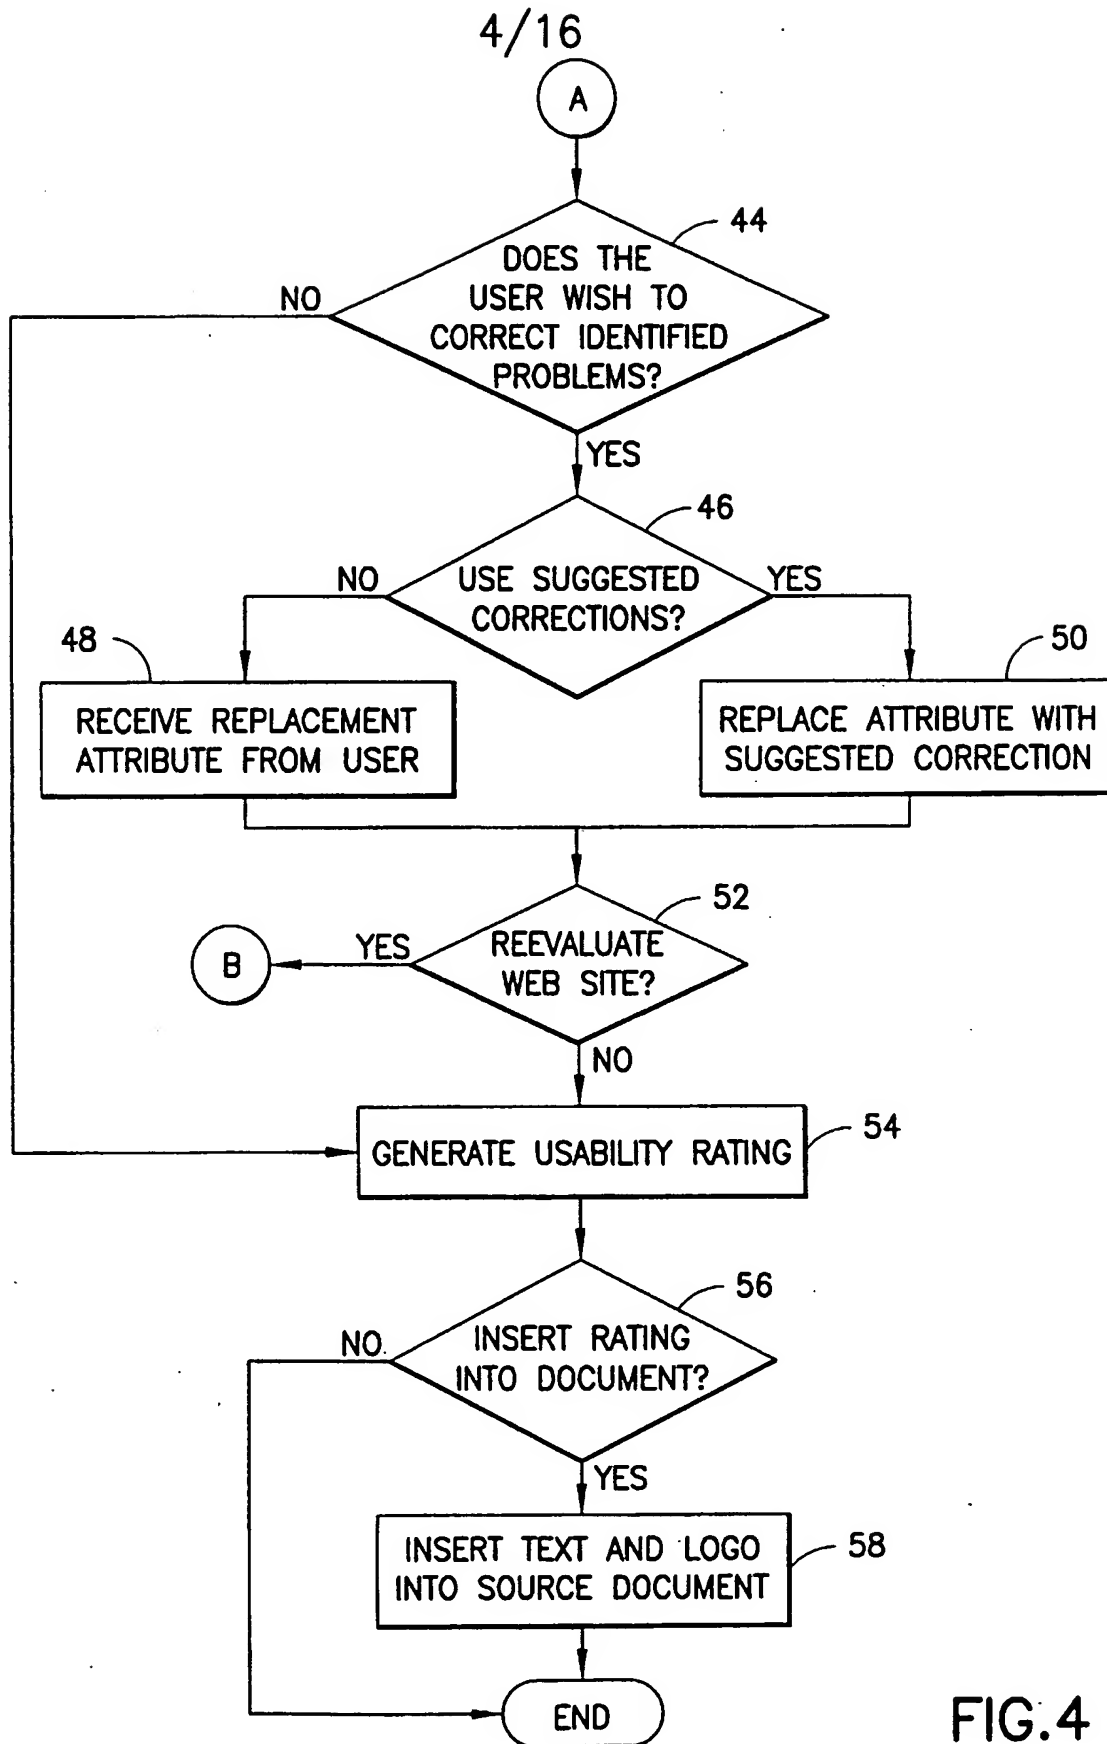 4/16
A
44
DOES THE
USER WISH TO
CORRECT IDENTIFIED
PROBLEMS?
NO
YES
46
USE SUGGESTED
CORRECTIONS?
NO
YES
48
RECEIVE REPLACEMENT
ATTRIBUTE FROM USER
50
REPLACE ATTRIBUTE WITH
SUGGESTED CORRECTION
52
REEVALUATE
WEB SITE?
YES
B
NO
GENERATE USABILITY RATING
54
56
INSERT RATING
INTO DOCUMENT?
NO
YES
INSERT TEXT AND LOGO
INTO SOURCE DOCUMENT
58
END
FIG.4